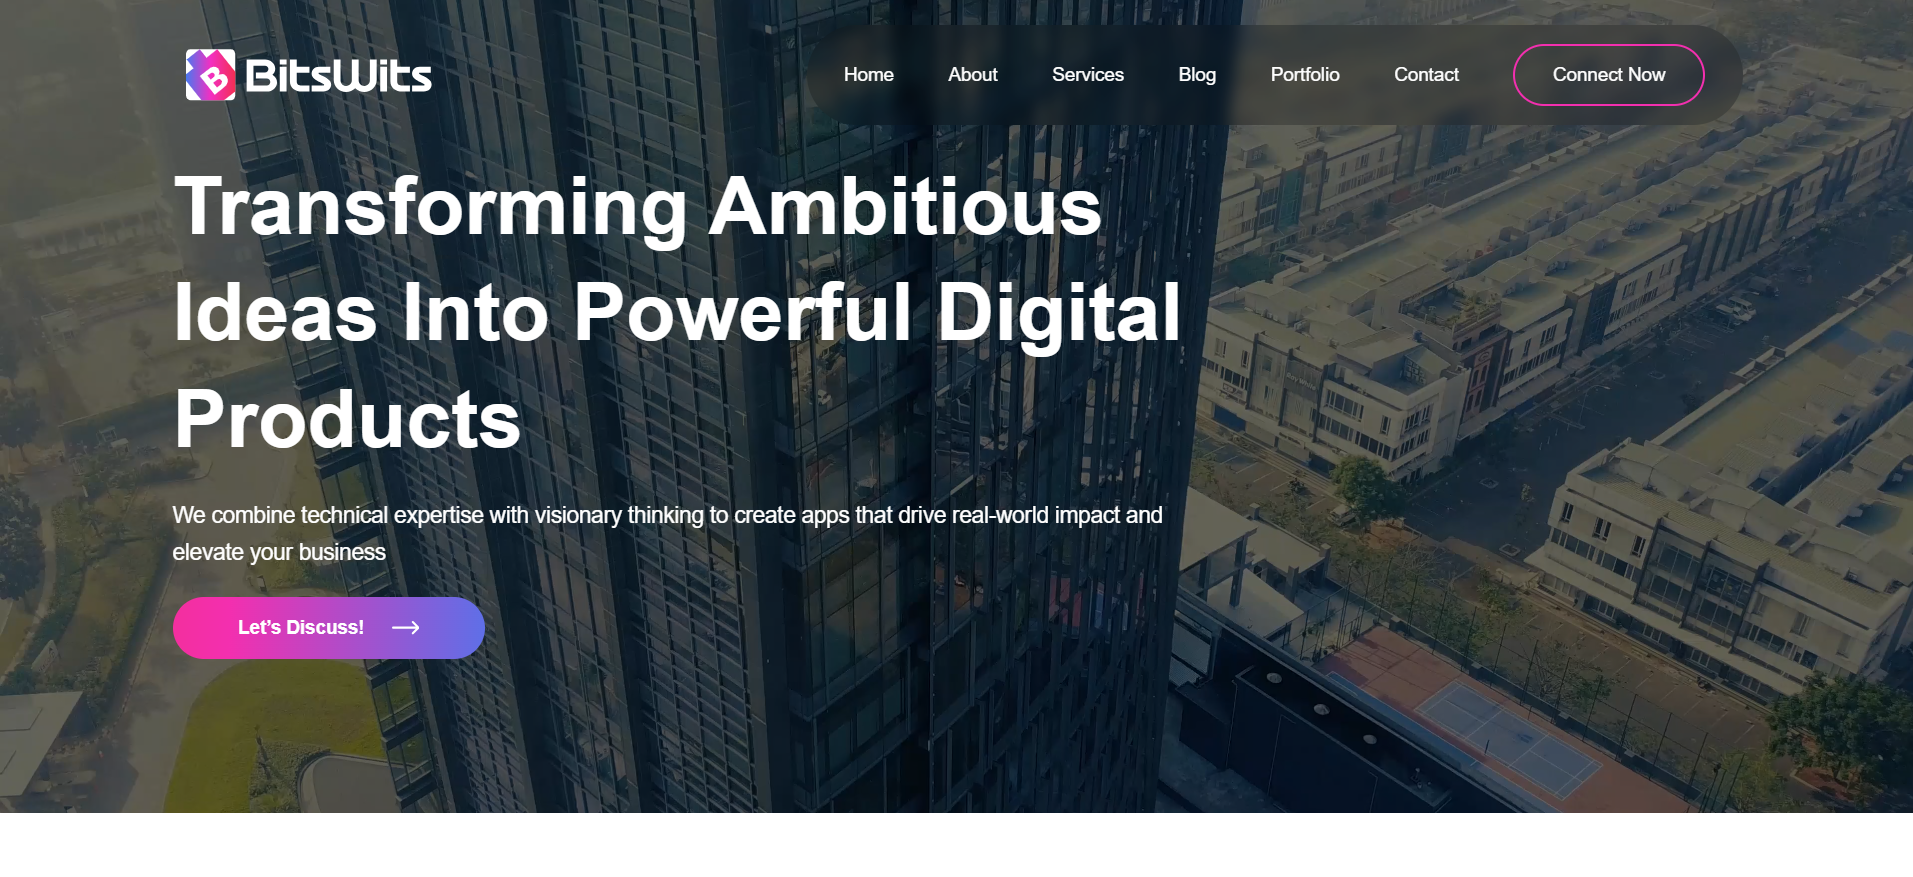 BitsWits
Home About Services Blog Portfolio Contact Connect Now
Transforming Ambitious
Ideas Into Powerful Digital
Products
We combine technical expertise with visionary thinking to create apps that drive real-world impact and
elevate your business
Let’s Discuss!